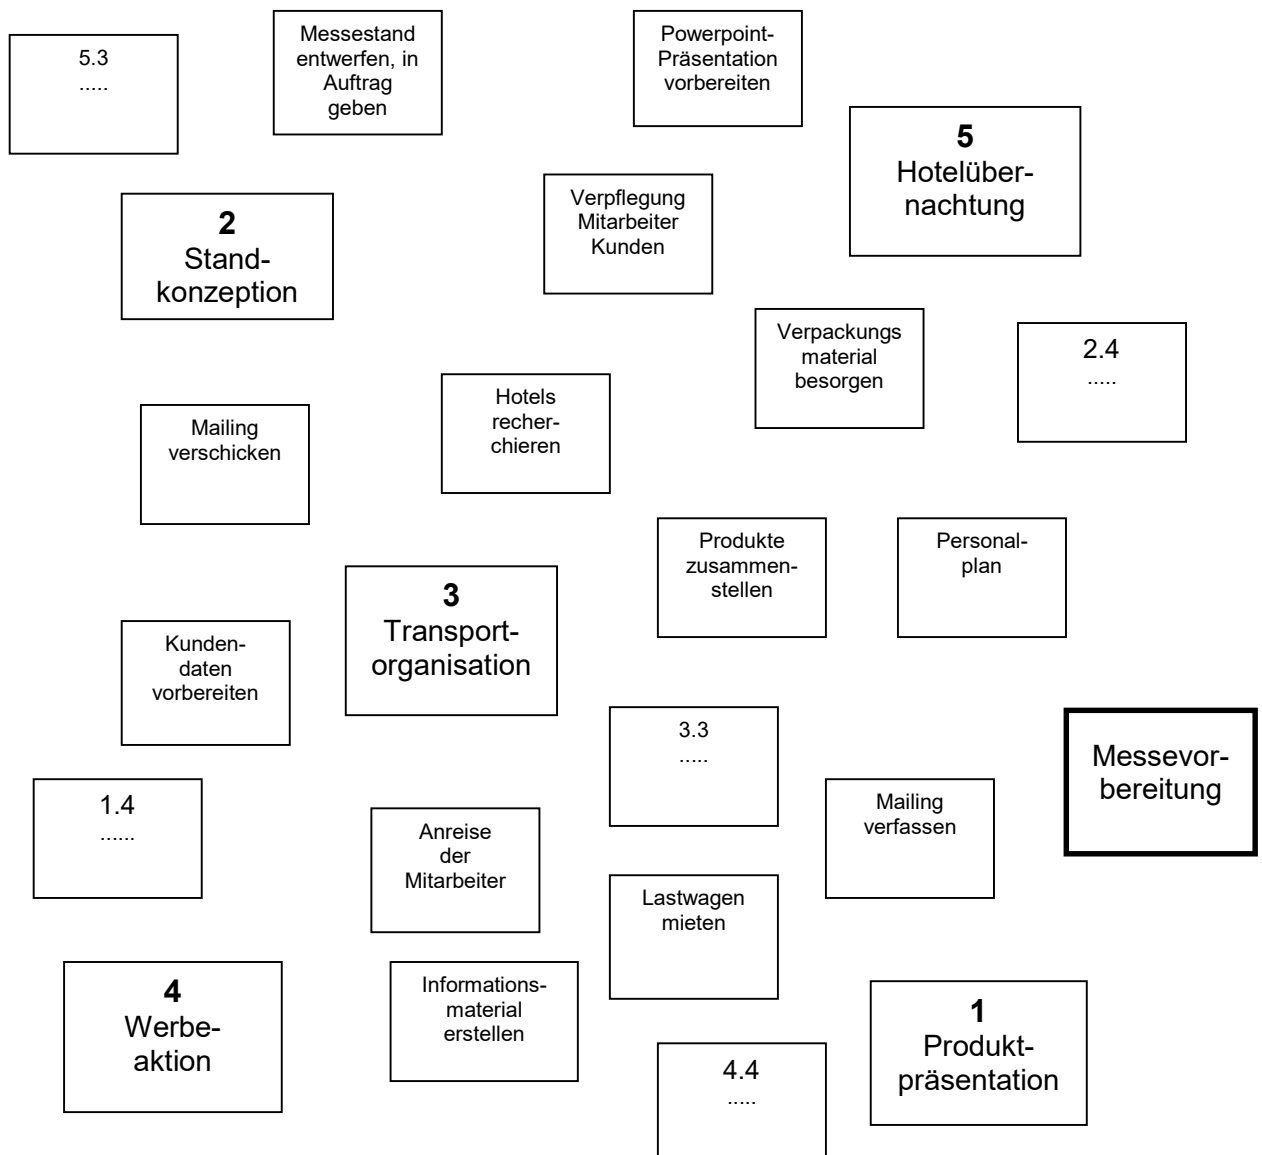 5.3
.....
Messestand
entwerfen, in
Auftrag
geben
Powerpoint-
Präsentation
vorbereiten
5
Hotelüber-
nachtung
2
Stand-
konzeption
Verpflegung
Mitarbeiter
Kunden
Verpackungs
material
besorgen
2.4
.....
Mailing
verschicken
Hotels
recher-
chieren
Produkte
zusammen-
stellen
Personal-
plan
3
Transport-
organisation
Kunden-
daten
vorbereiten
3.3
.....
Messevor-
bereitung
1.4
......
Anreise
der
Mitarbeiter
Mailing
verfassen
Lastwagen
mieten
4
Werbe-
aktion
Informations-
material
erstellen
1
Produkt-
präsentation
4.4
.....